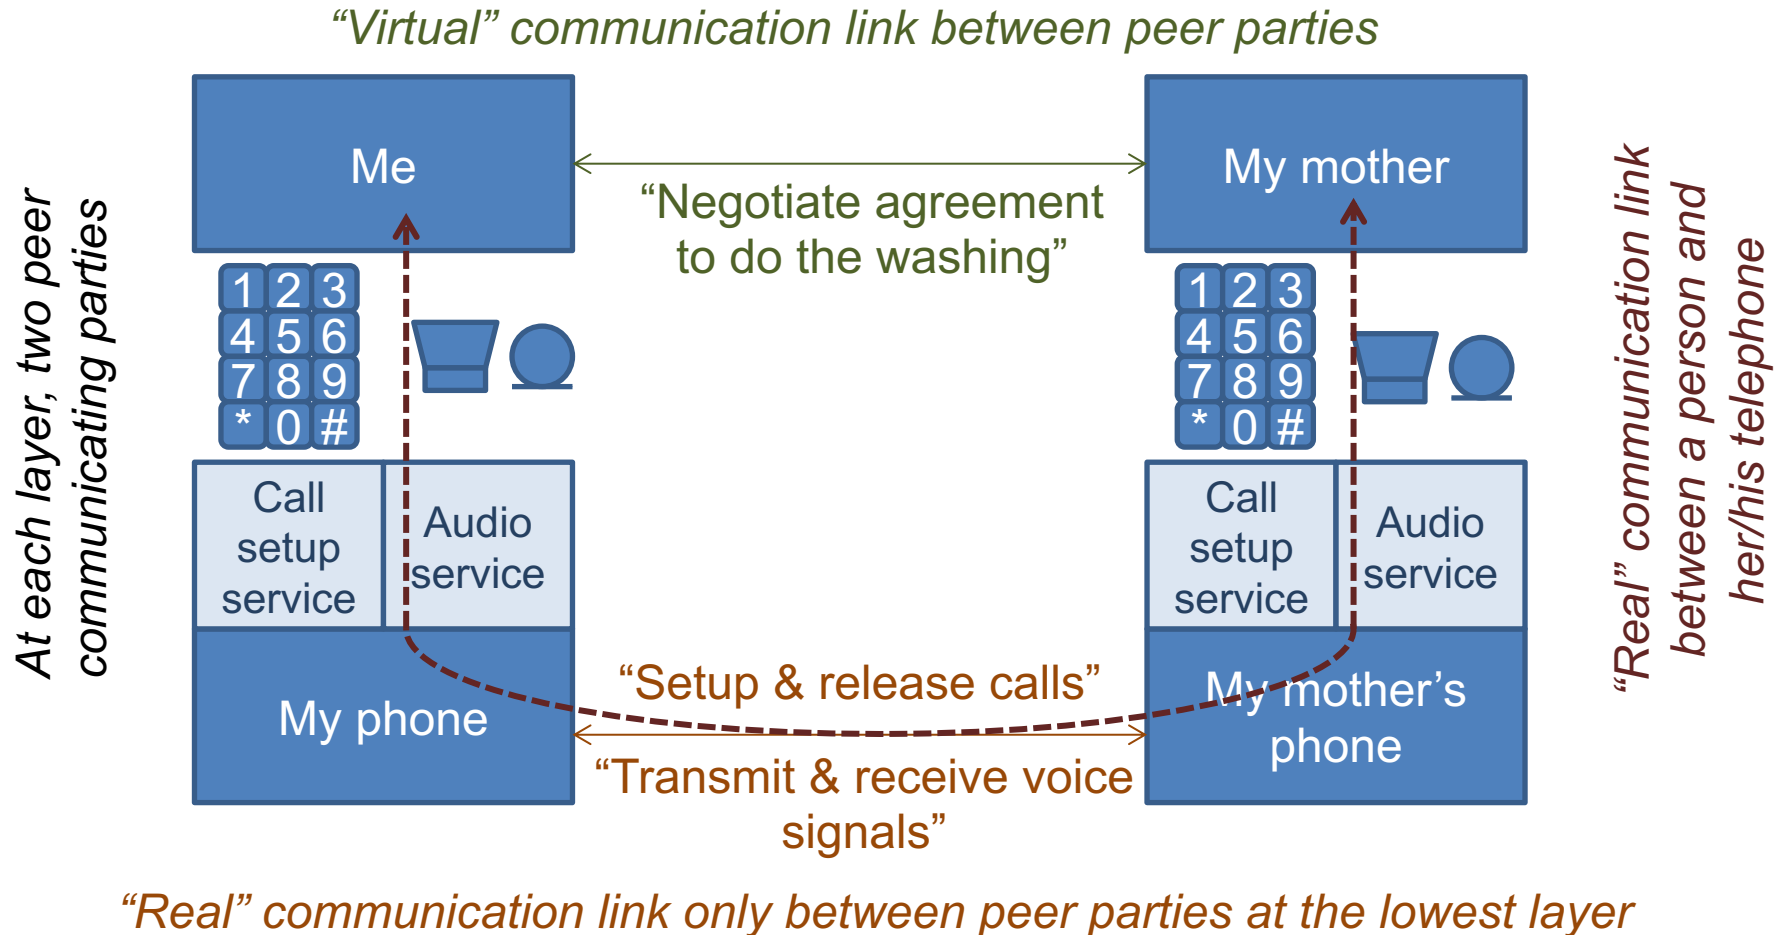 “Virtual” communication link between peer parties
At each layer, two peer
communicating parties
Me
My mother
“Negotiate agreement
to do the washing”
“Real” communication link
between a person and
her/his telephone
1 2 3
4 5 6
7 8 9
* 0 #
1 2 3
4 5 6
7 8 9
* 0 #
Call
setup
service
Audio
service
Call
setup
service
Audio
service
My phone
“Setup & release calls”
“Transmit & receive voice
signals”
My mother’s
phone
“Real” communication link only between peer parties at the lowest layer